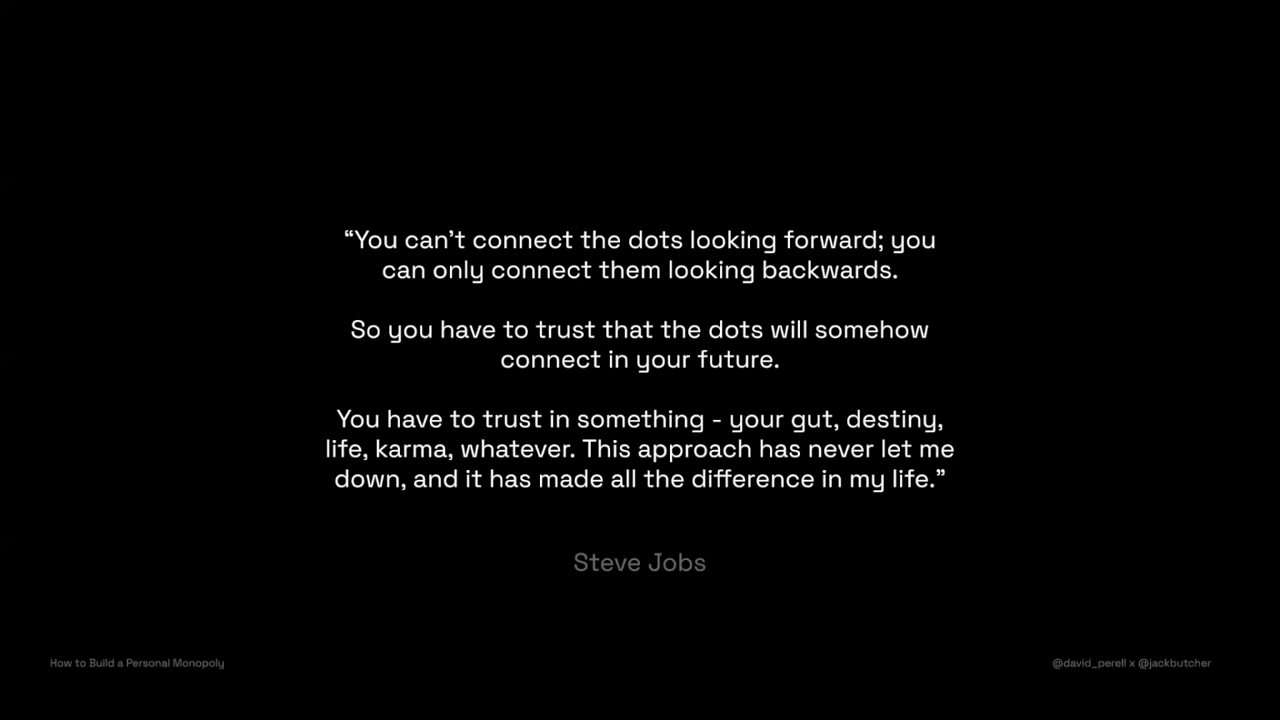 “You can’t connect the dots looking forward; you
can only connect them looking backwards.
So you have to trust that the dots will somehow
connect in your future.
You have to trust in something - your gut, destiny,
life, karma, whatever. This approach has never let me
down, and it has made all the difference in my life.”
Steve Jobs
How to Build a Personal Monopoly
@david_perell x @jackbutcher